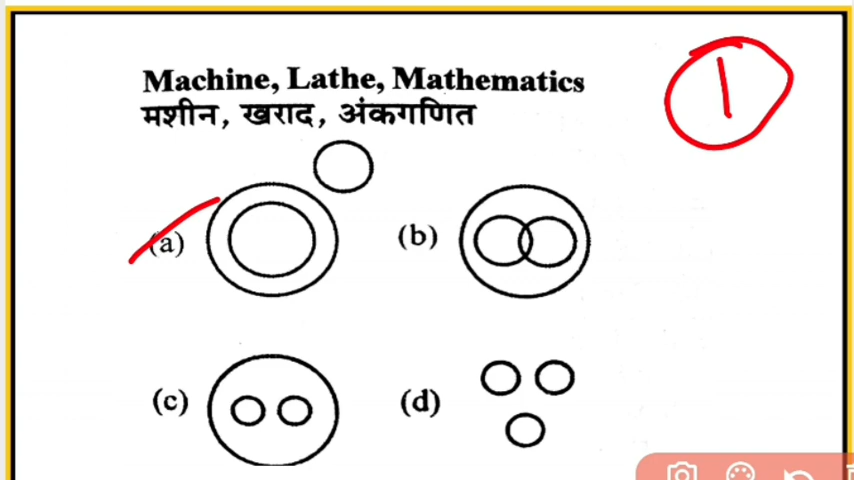 Machine, Lathe, Mathematics
मशीन, खराद, अंकगणित
1
(a)
(b)
(c)
(d)